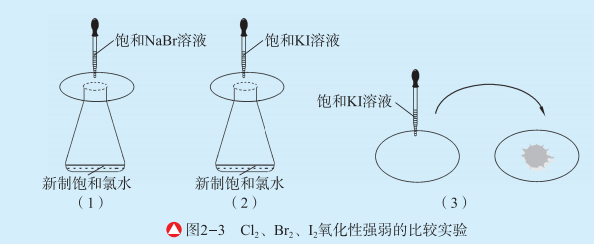 饱和NaBr溶液
饱和KI溶液
饱和KI溶液
新制饱和氯水
新制饱和氯水
(1)
(2)
(3)
图2-3 Cl₂、Br₂、I₂氧化性强弱的比较实验